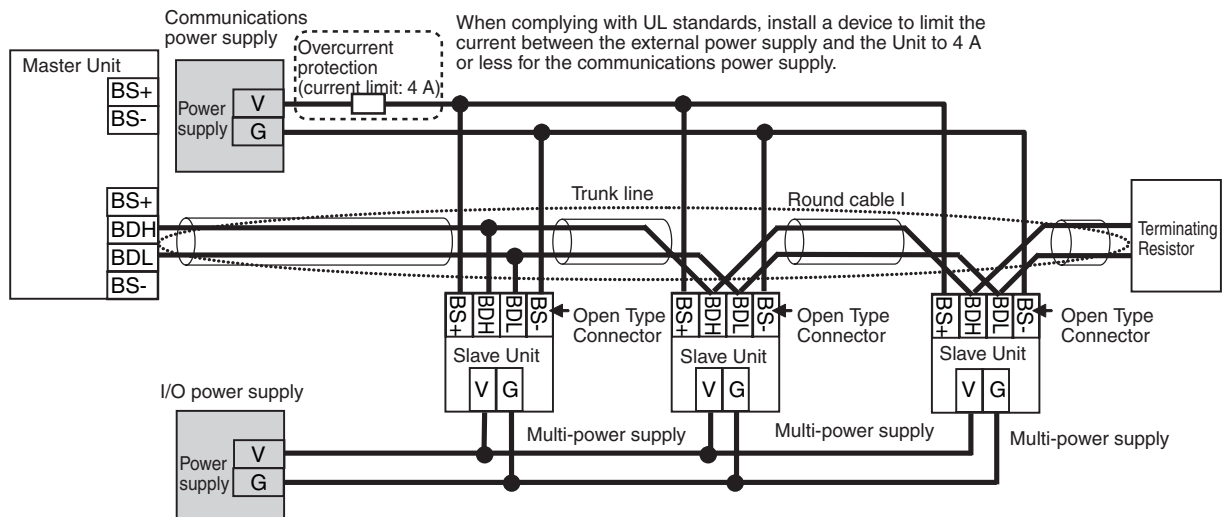 Communications
power supply
When complying with UL standards, install a device to limit the
current between the external power supply and the Unit to 4 A
or less for the communications power supply.
Overcurrent
protection
(current limit: 4 A)
Master Unit
BS+
BS-
Power
supply
V
G
BS+
BDH
BDL
BS-
Trunk line
Round cable I
Terminating
Resistor
BS+
BDH
BDL
BS-
Open Type
Connector
Slave Unit
V
G
BS+
BDH
BDL
BS-
Open Type
Connector
Slave Unit
V
G
BS+
BDH
BDL
BS-
Open Type
Connector
Slave Unit
V
G
I/O power supply
Power
supply
V
G
Multi-power supply
Multi-power supply
Multi-power supply